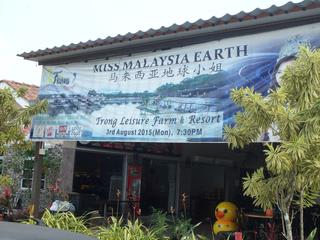 MISS MALAYSIA EARTH
马来西亚地球小姐
TRONG
Trong Leisure Farm & Resort
3rd August 2015(Mon), 7:30PM